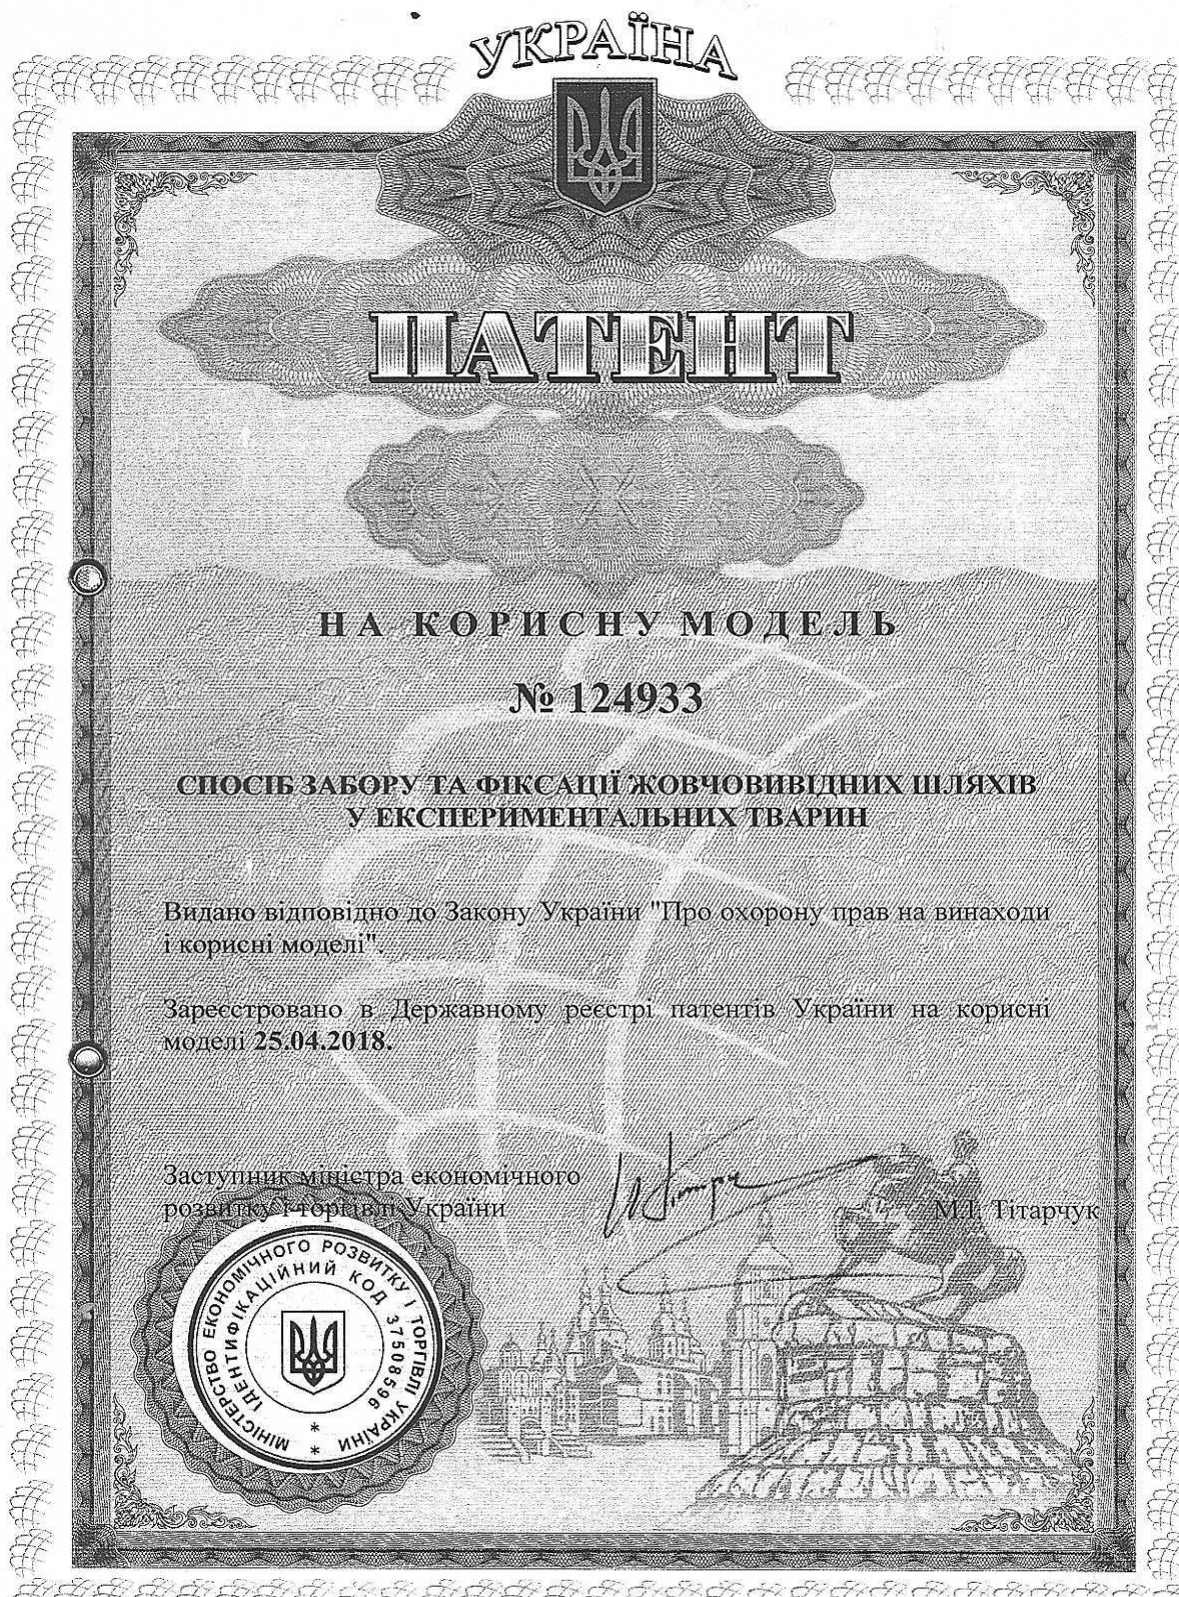 УКРАЇНА
ПАТЕНТ
НА КОРИСНУ МОДЕЛЬ
№ 124933
СПОСІБ ЗАБОРУ ТА ФІКСАЦІЇ ЖОВЧОВИВІДНИХ ШЛЯХІВ
У ЕКСПЕРИМЕНТАЛЬНИХ ТВАРИН
Видано відповідно до Закону України "Про охорону прав на винаходи
і корисні моделі".
Зареєстровано в Державному реєстрі патентів України на корисні
моделі 25.04.2018.
Заступник міністра економічного
розвитку і торгівлі України
М.І. Тітарчук
МІНІСТЕРСТВО ЕКОНОМІЧНОГО РОЗВИТКУ І ТОРГІВЛІ УКРАЇНИ *
ІДЕНТИФІКАЦІЙНИЙ КОД 37508596 *